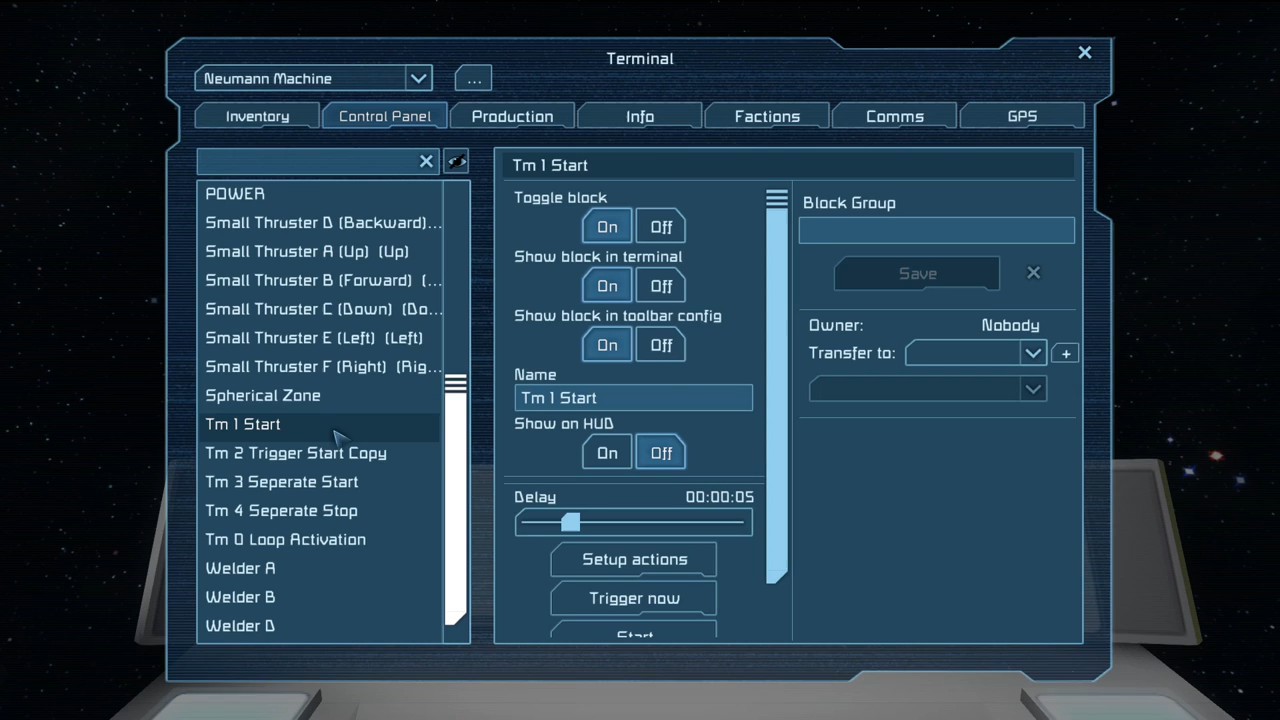 Terminal
Neumann Machine
...
Inventory
Control Panel
Production
Info
Factions
Comms
GPS
POWER
Small Thruster D (Backward)...
Small Thruster A (Up) (Up)
Small Thruster B (Forward) (...
Small Thruster C (Down) (Do...
Small Thruster E (Left) (Left)
Small Thruster F (Right) (Rig...
Spherical Zone
Tm 1 Start
Tm 2 Trigger Start Copy
Tm 3 Seperate Start
Tm 4 Seperate Stop
Tm 0 Loop Activation
Welder A
Welder B
Welder D
Tm 1 Start
Toggle block
On Off
Show block in terminal
On Off
Show block in toolbar config
On Off
Name
Tm 1 Start
Show on HUD
On Off
Delay 00:00:05
Setup actions
Trigger now
Start
Block Group
Save
Owner: Nobody
Transfer to: